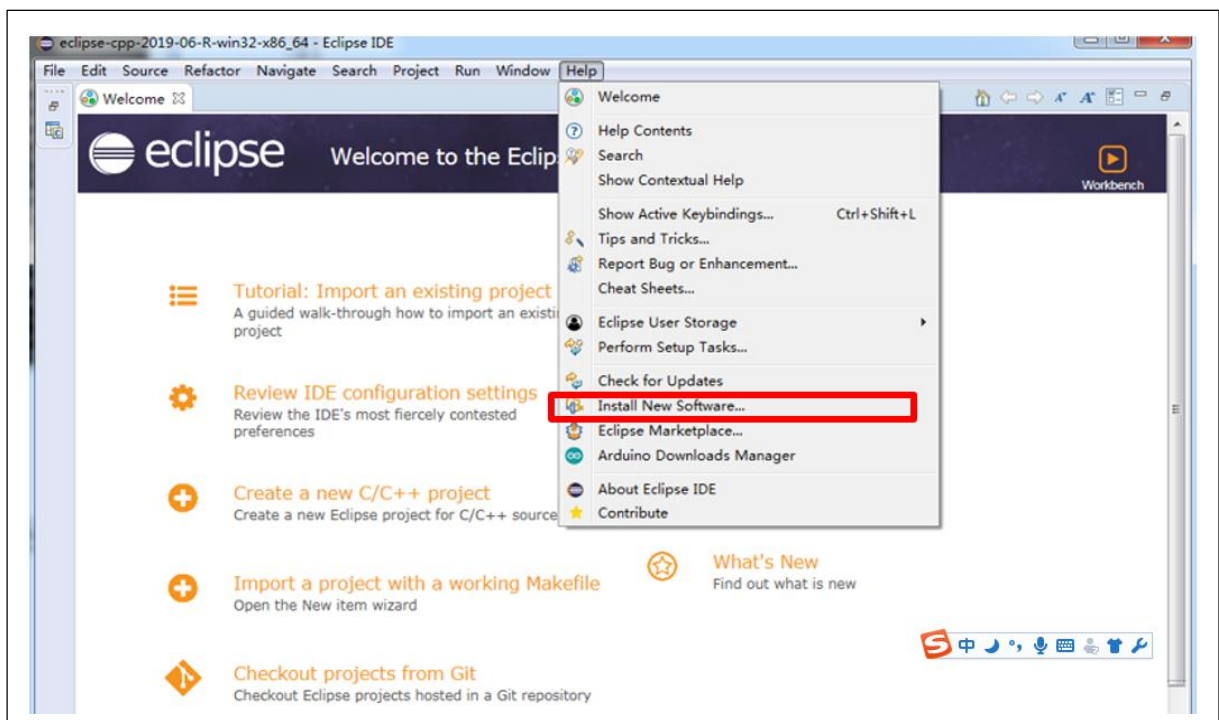 eclipse-cpp-2019-06-R-win32-x86_64 - Eclipse IDE
File Edit Source Refactor Navigate Search Project Run Window Help
Welcome
eclipse
Welcome to the Eclip
Workbench
Welcome
Help Contents
Search
Show Contextual Help
Show Active Keybindings... Ctrl+Shift+L
Tips and Tricks...
Report Bug or Enhancement...
Cheat Sheets...
Eclipse User Storage
Perform Setup Tasks...
Check for Updates
Install New Software...
Eclipse Marketplace...
Arduino Downloads Manager
About Eclipse IDE
Contribute
Tutorial: Import an existing project
A guided walk-through how to import an existi
project
Review IDE configuration settings
Review the IDE's most fiercely contested
preferences
Create a new C/C++ project
Create a new Eclipse project for C/C++ source
Import a project with a working Makefile
Open the New item wizard
What's New
Find out what is new
Checkout projects from Git
Checkout Eclipse projects hosted in a Git repository
S中